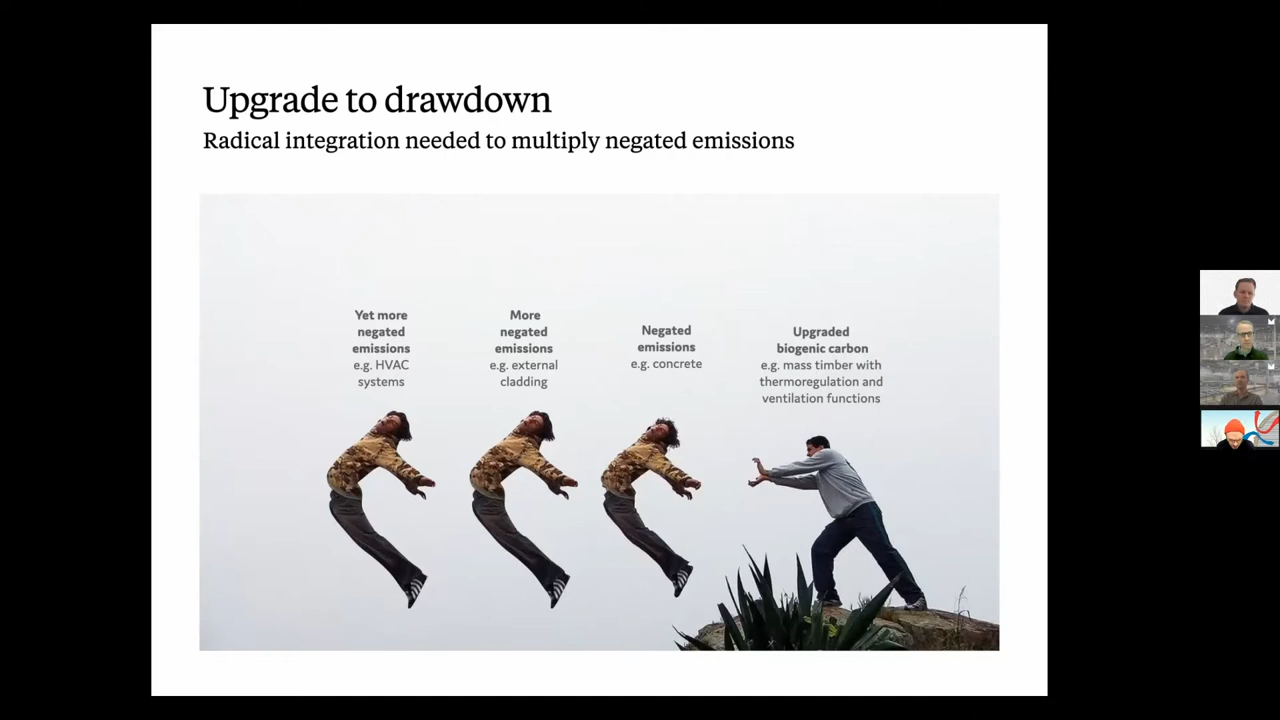 Upgrade to drawdown
Radical integration needed to multiply negated emissions
Yet more
negated
emissions
e.g. HVAC
systems
More
negated
emissions
e.g. external
cladding
Negated
emissions
e.g. concrete
Upgraded
biogenic carbon
e.g. mass timber with
thermoregulation and
ventilation functions